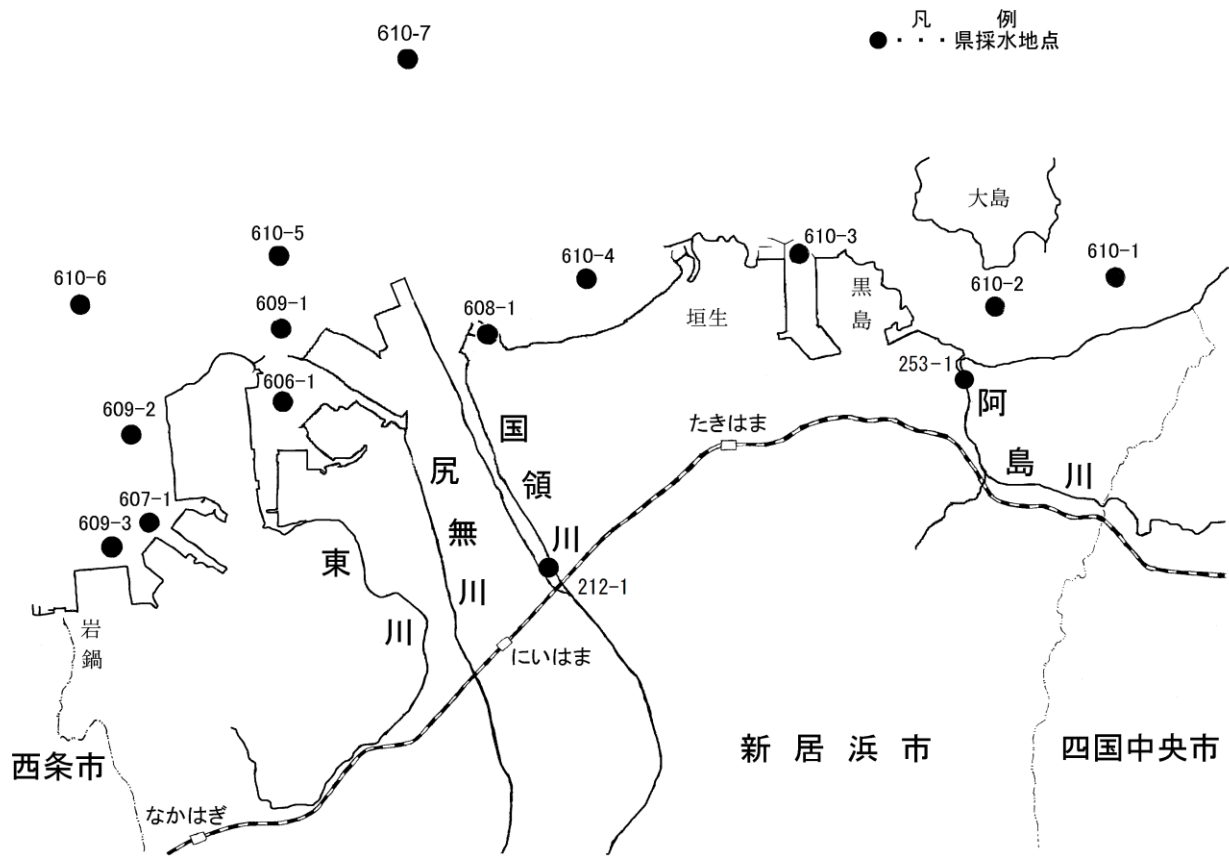 凡 例
●・・・県採水地点
610-7
大島
610-5
610-4
610-3
610-1
610-6
610-2
609-1
608-1
垣生
黒島
606-1
253-1
609-2
たきはま
阿島川
国領川
尻無川
607-1
609-3
東川
212-1
岩鍋
にいはま
西条市
新居浜市
四国中央市
なかはぎ